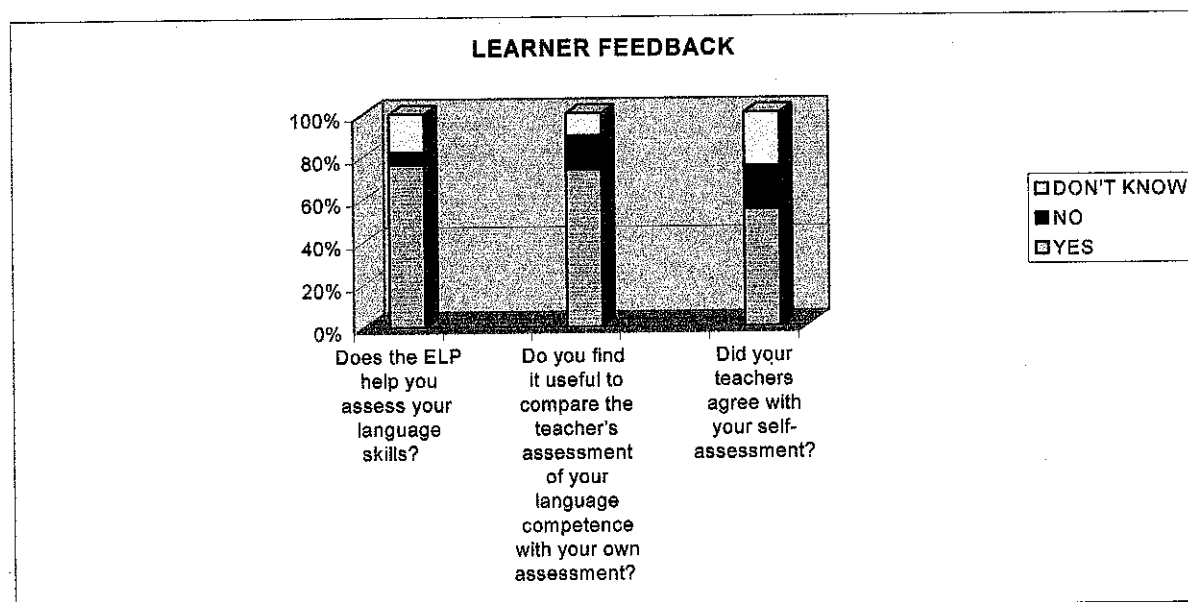 LEARNER FEEDBACK
100%
80%
60%
40%
20%
0%
Does the ELP
help you
assess your
language
skills?
Do you find
it useful to
compare the
teacher's
assessment
of your
language
competence
with your own
assessment?
Did your
teachers
agree with
your self-
assessment?
DON'T KNOW
NO
YES